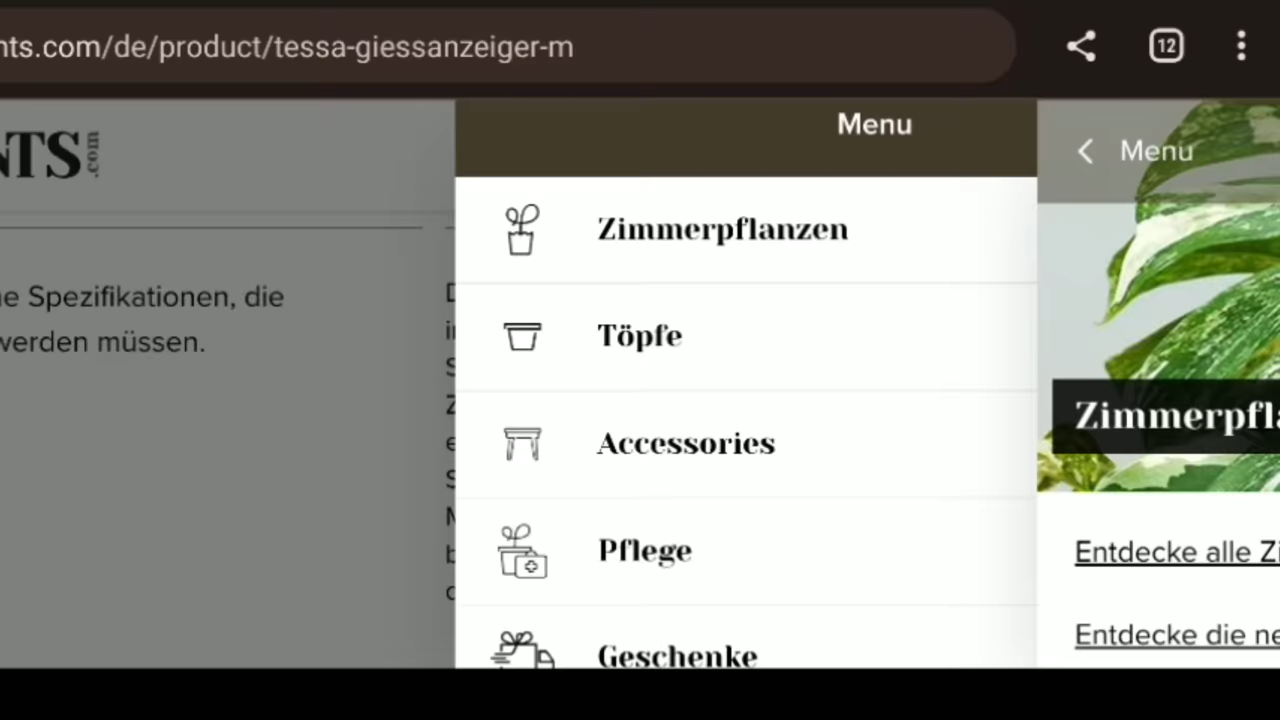 nts.com/de/product/tessa-giessanzeiger-m
12
NTS
.com
e Spezifikationen, die
werden müssen.
Menu
Zimmerpflanzen
Töpfe
Accessories
Pflege
Geschenke
Menu
Zimmerpfla
Entdecke alle Zi
Entdecke die ne